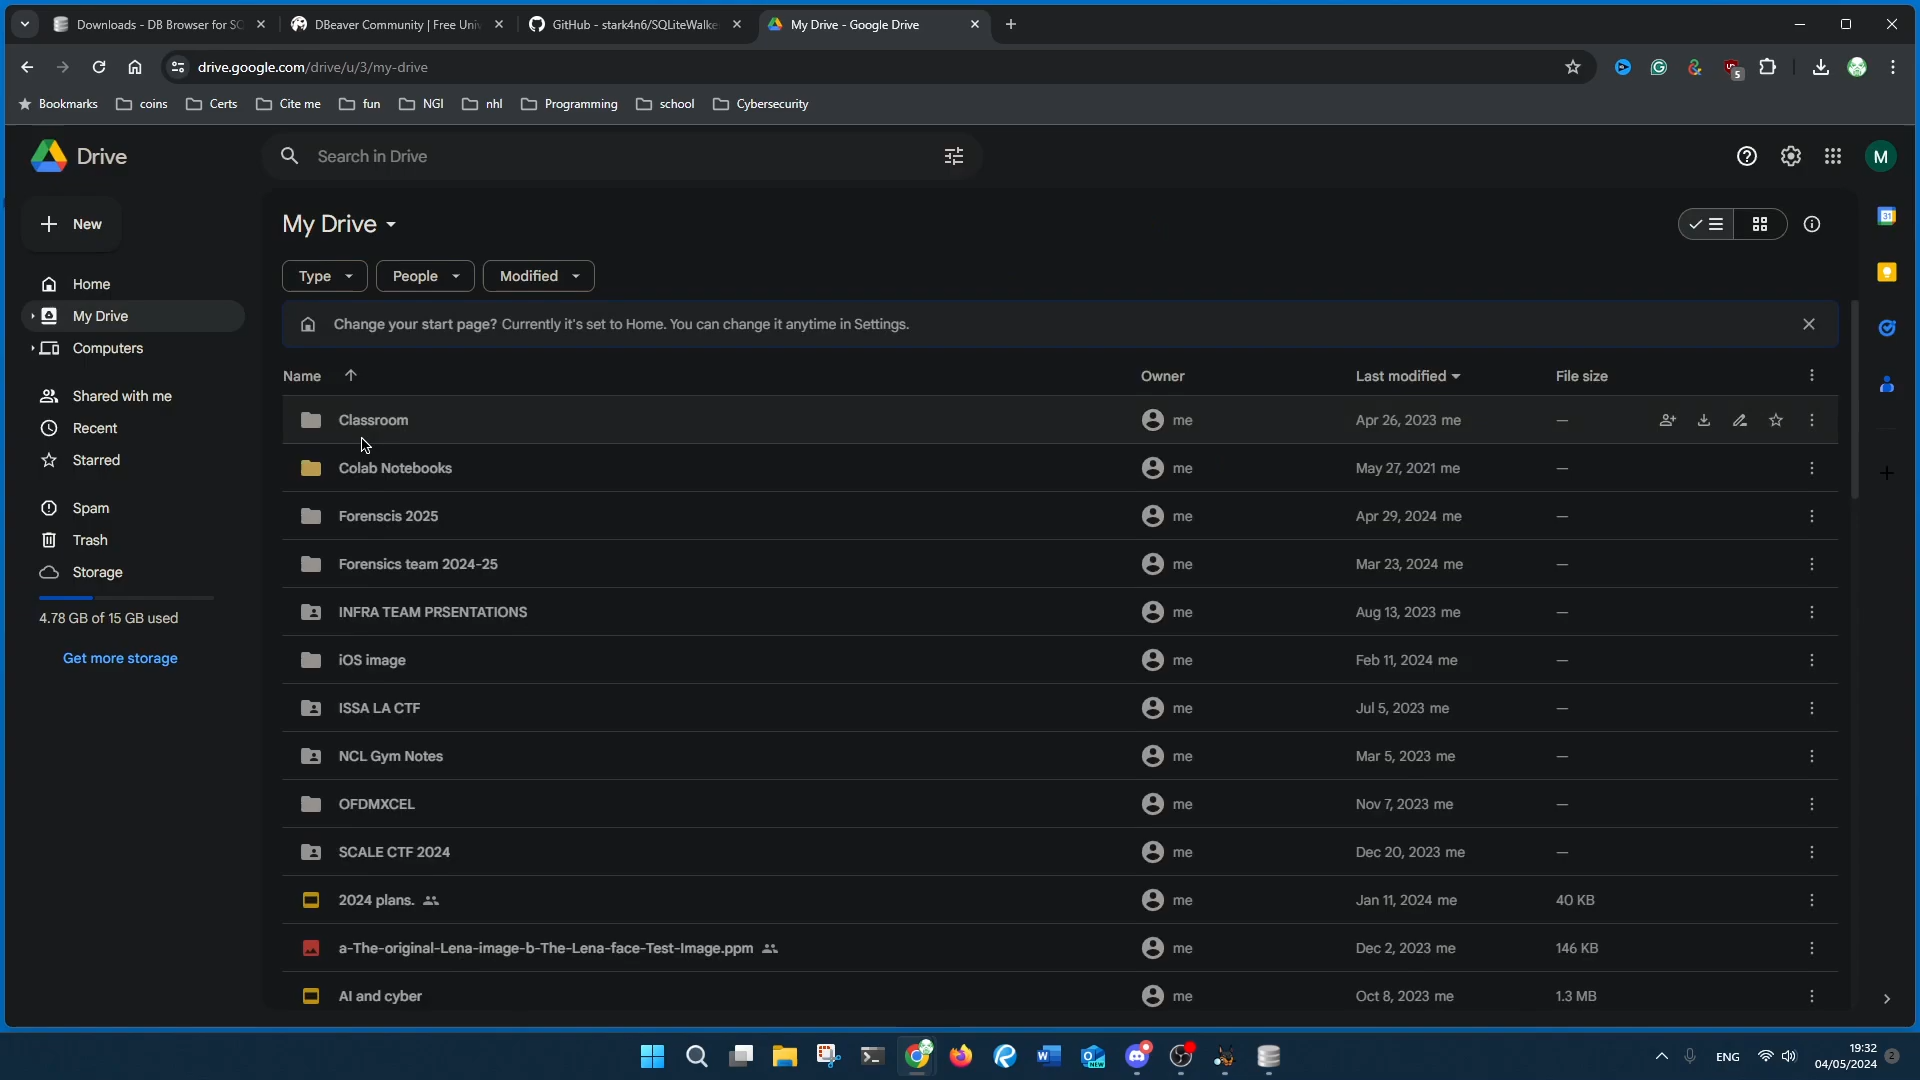 Downloads - DB Browser for SQ
DBeaver Community | Free Uni
GitHub - stark4n6/SQLiteWalke
My Drive - Google Drive
drive.google.com/drive/u/3/my-drive
5
Bookmarks
coins
Certs
Cite me
fun
NGI
nhl
Programming
school
Cybersecurity
Drive
Search in Drive
M
New
My Drive
31
Type
People
Modified
Home
My Drive
Computers
Shared with me
Recent
Starred
Spam
Trash
Storage
4.78 GB of 15 GB used
Get more storage
Change your start page? Currently it's set to Home. You can change it anytime in Settings.
Name Owner Last modified File size
Classroom me Apr 26, 2023 me —
Colab Notebooks me May 27, 2021 me —
Forenscis 2025 me Apr 29, 2024 me —
Forensics team 2024-25 me Mar 23, 2024 me —
INFRA TEAM PRSENTATIONS me Aug 13, 2023 me —
iOS image me Feb 11, 2024 me —
ISSA LA CTF me Jul 5, 2023 me —
NCL Gym Notes me Mar 5, 2023 me —
OFDMXCEL me Nov 7, 2023 me —
SCALE CTF 2024 me Dec 20, 2023 me —
2024 plans. me Jan 11, 2024 me 40 KB
a-The-original-Lena-image-b-The-Lena-face-Test-Image.ppm me Dec 2, 2023 me 146 KB
AI and cyber me Oct 8, 2023 me 1.3 MB
NEW
ENG
19:32
04/05/2024
2